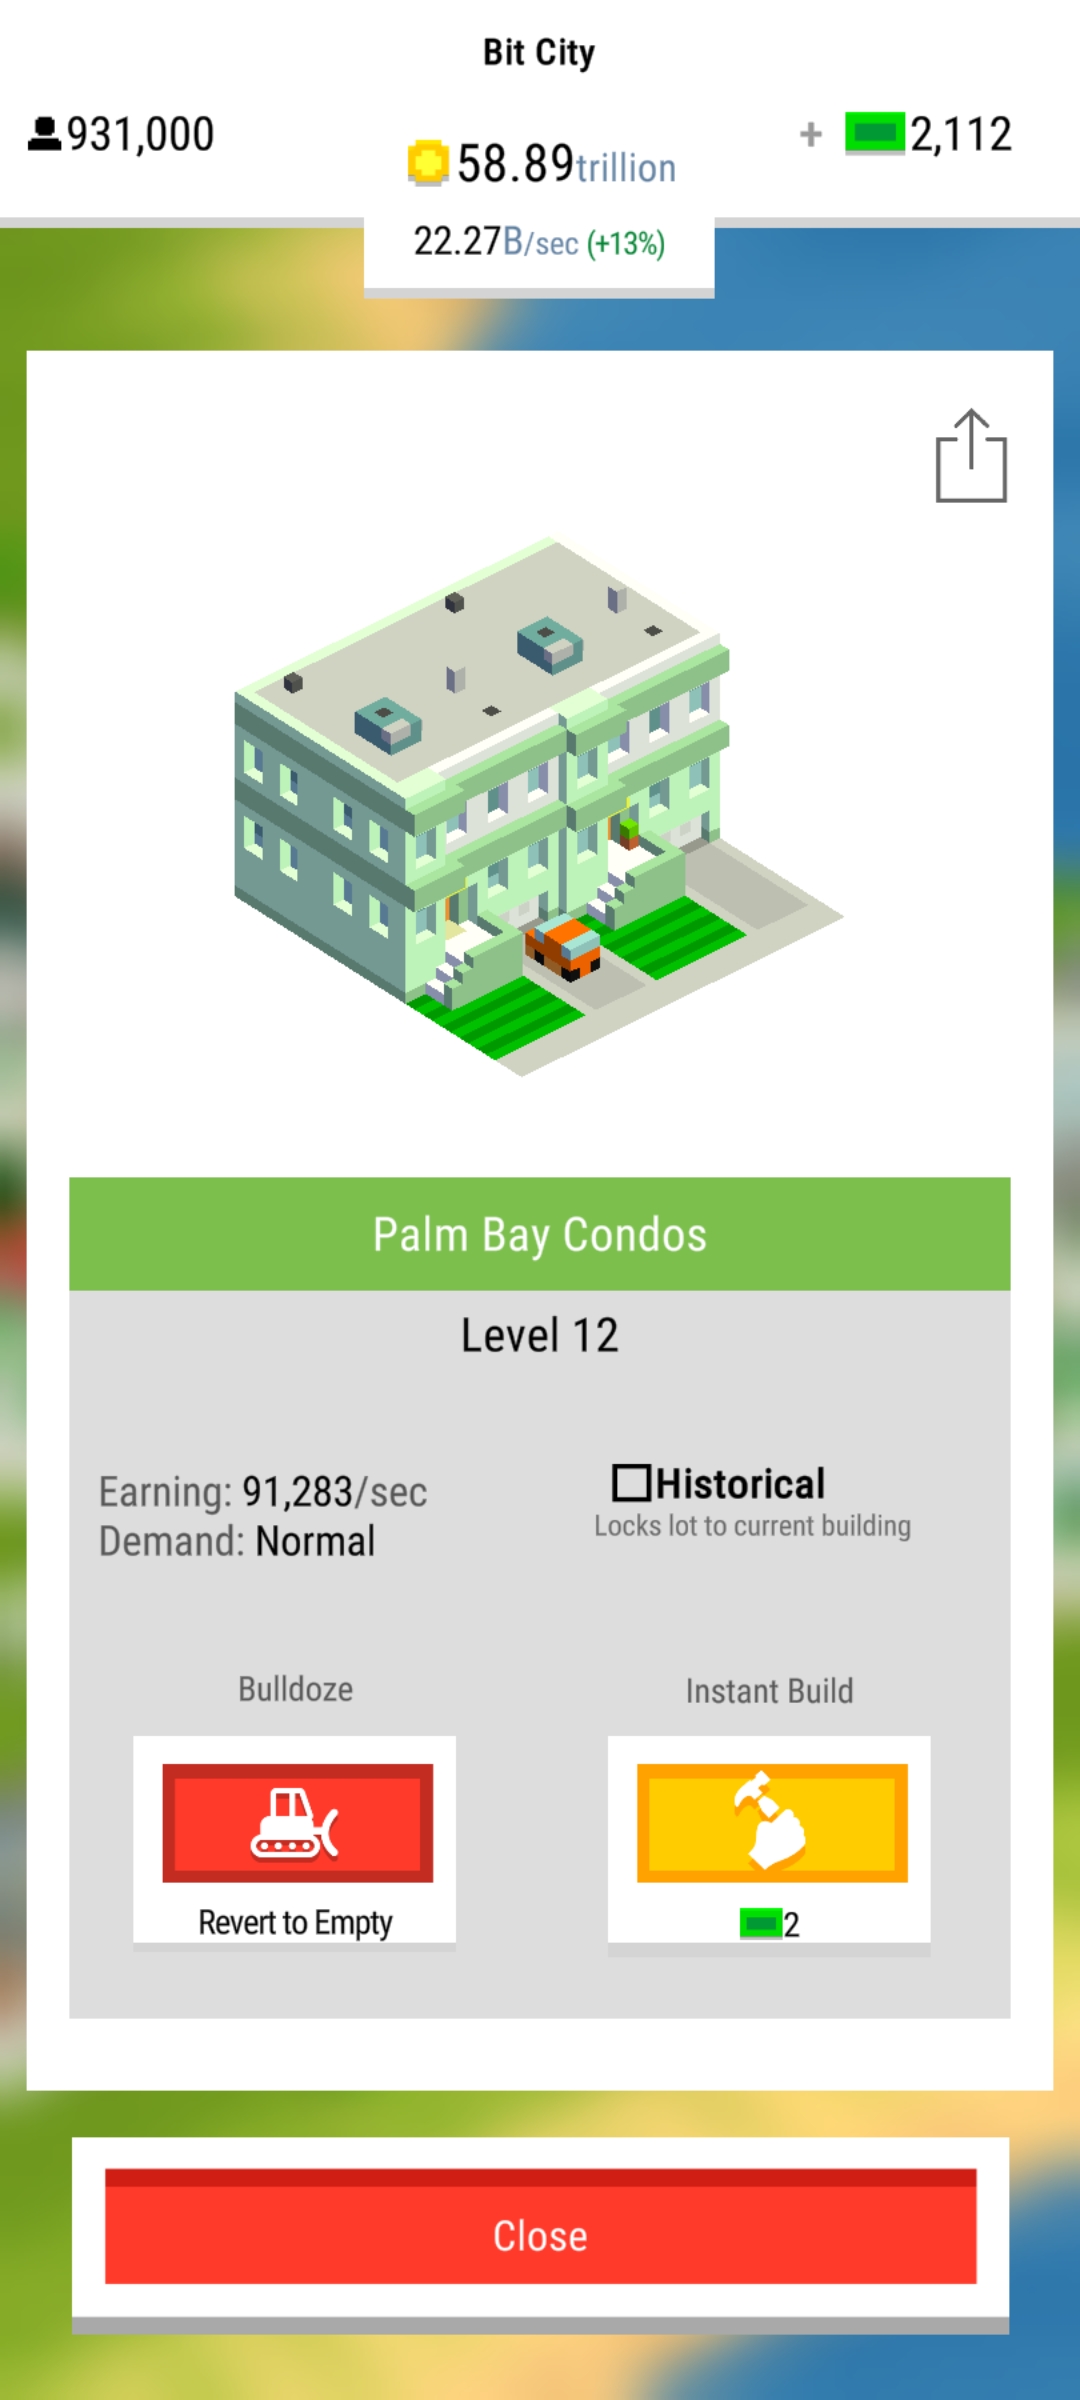 Bit City
931,000
58.89trillion
+ 2,112
22.27B/sec (+13%)
Palm Bay Condos
Level 12
Earning: 91,283/sec
Demand: Normal
Historical
Locks lot to current building
Bulldoze
Revert to Empty
Instant Build
2
Close